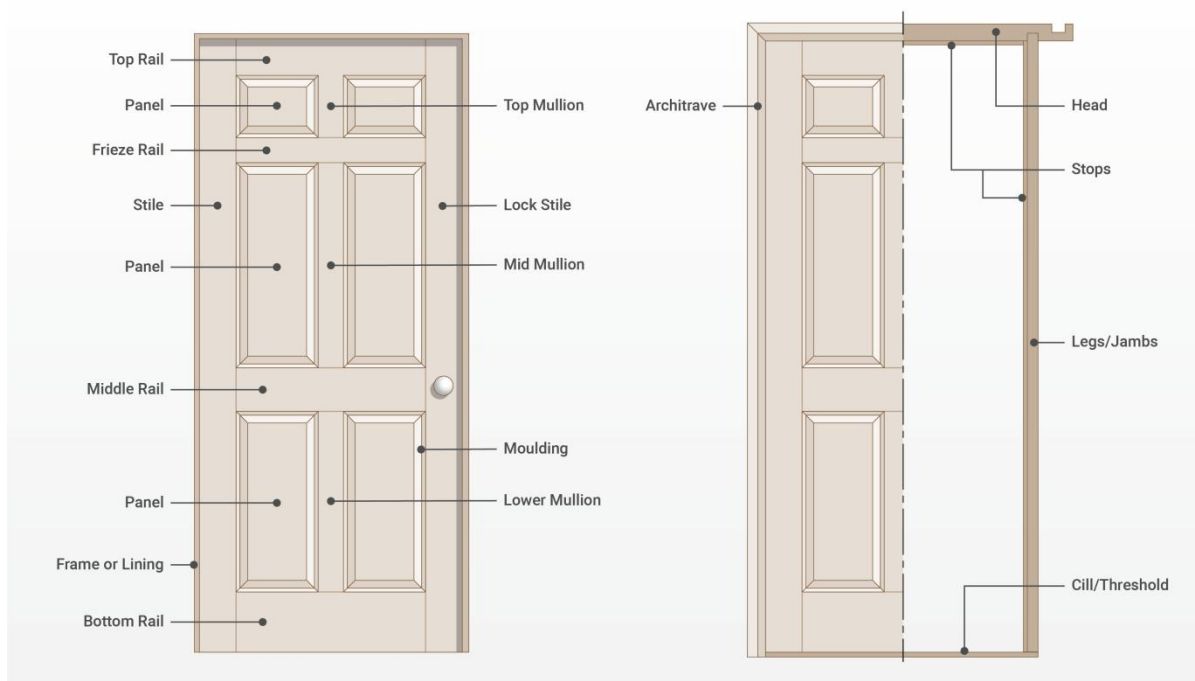 Top Rail
Panel
Top Mullion
Frieze Rail
Stile
Lock Stile
Panel
Mid Mullion
Middle Rail
Moulding
Panel
Lower Mullion
Frame or Lining
Bottom Rail
Architrave
Head
Stops
Legs/Jambs
Cill/Threshold